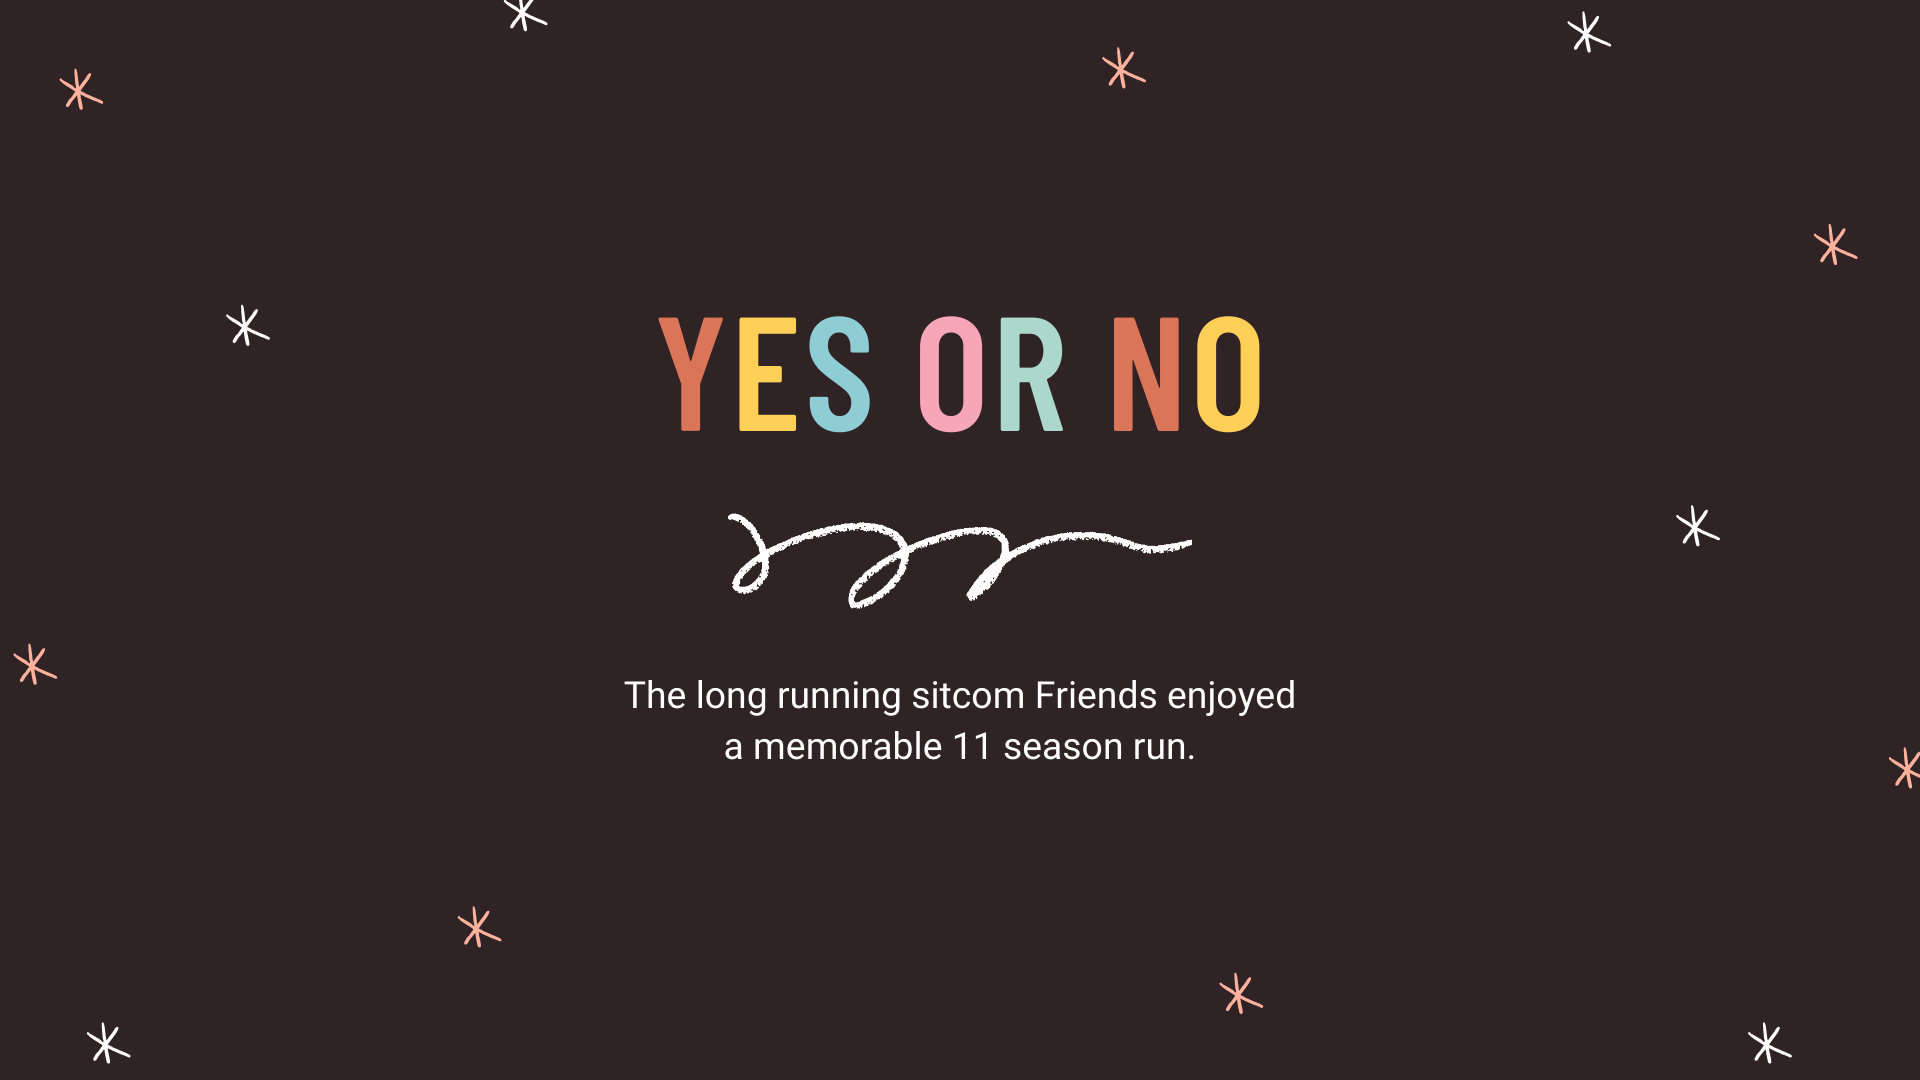 YES OR NO
The long running sitcom Friends enjoyed
a memorable 11 season run.